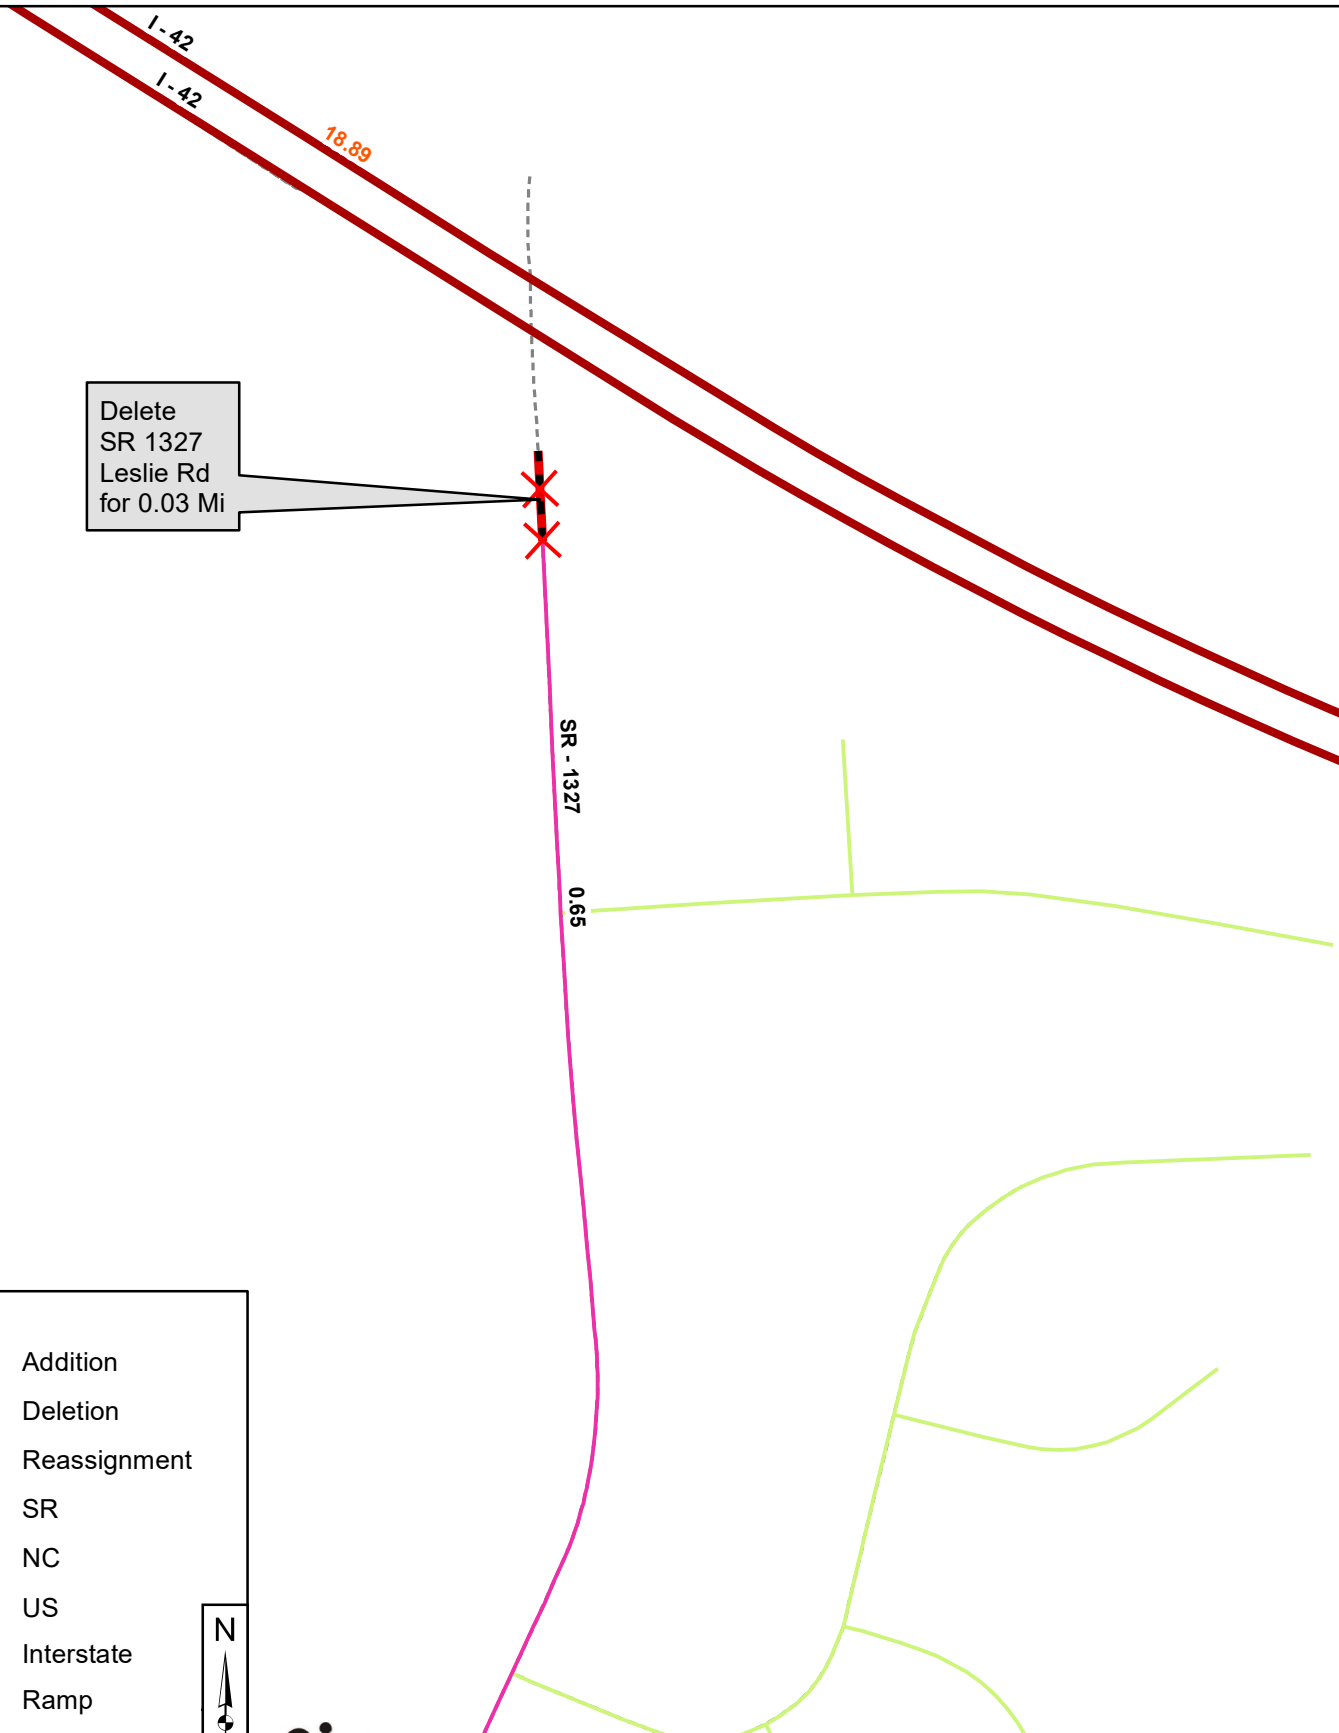 I - 42
I - 42
18.89
Delete
SR 1327
Leslie Rd
for 0.03 Mi
SR - 1327
0.65
Addition
Deletion
Reassignment
SR
NC
US
Interstate
Ramp
N